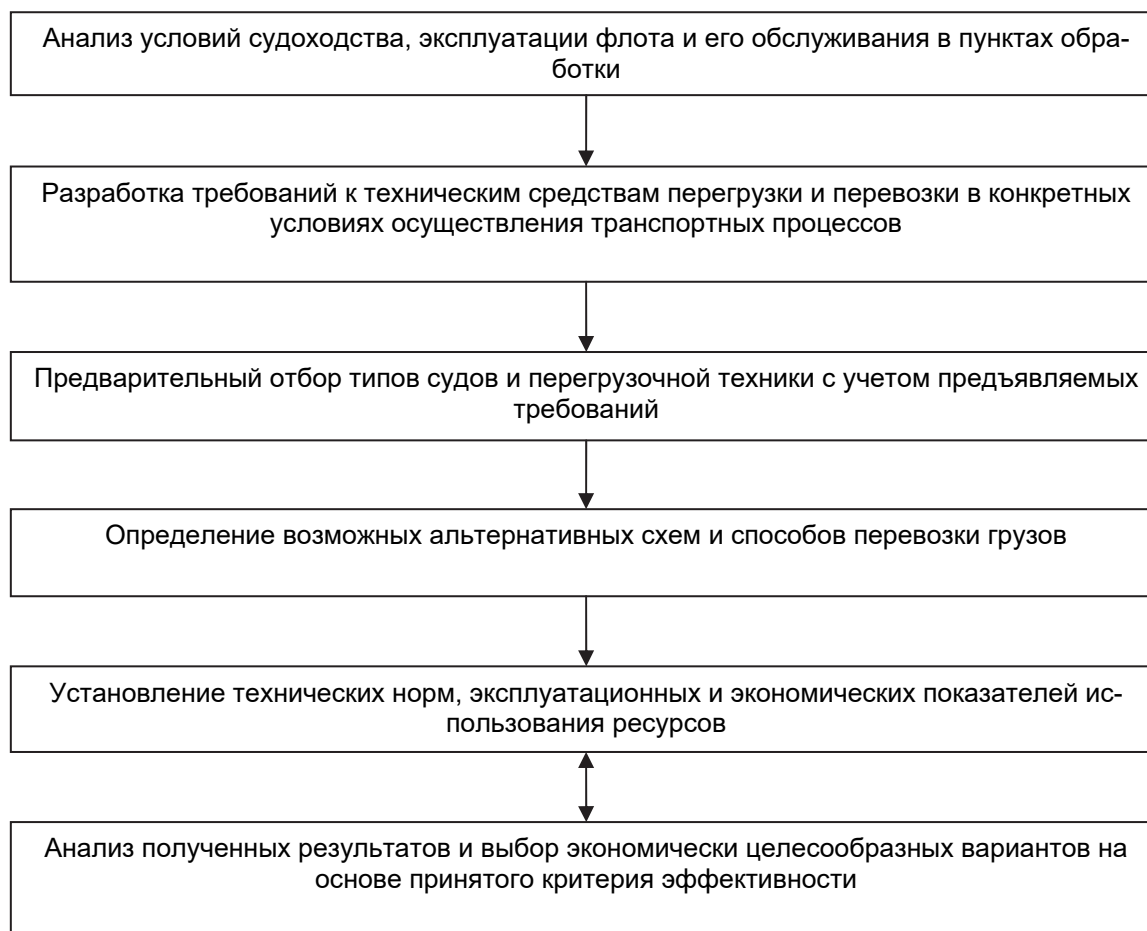 Анализ условий судоходства, эксплуатации флота и его обслуживания в пунктах обра-
ботки
Разработка требований к техническим средствам перегрузки и перевозки в конкретных
условиях осуществления транспортных процессов
Предварительный отбор типов судов и перегрузочной техники с учетом предъявляемых
требований
Определение возможных альтернативных схем и способов перевозки грузов
Установление технических норм, эксплуатационных и экономических показателей ис-
пользования ресурсов
Анализ полученных результатов и выбор экономически целесообразных вариантов на
основе принятого критерия эффективности